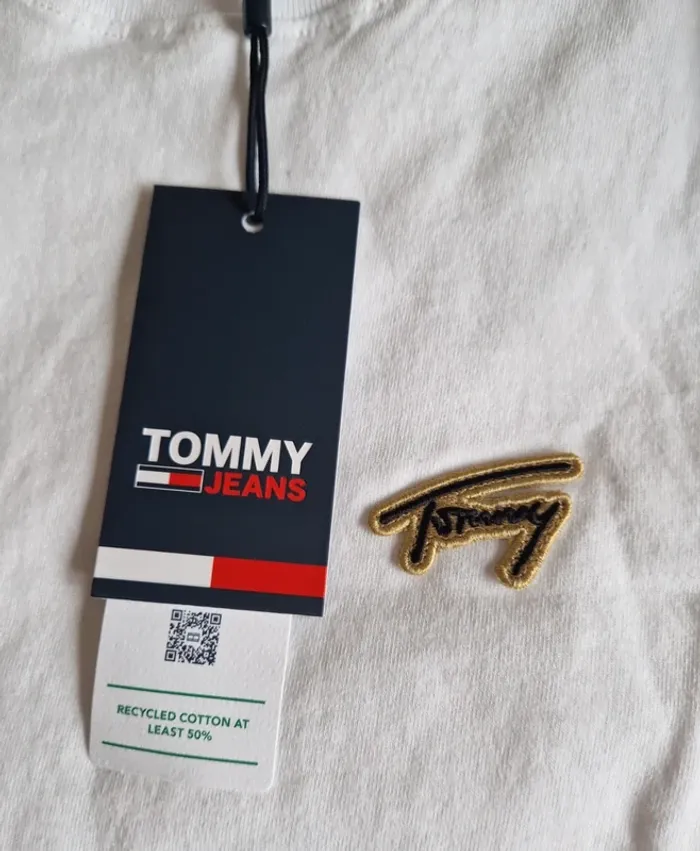 TOMMY
JEANS
Tommy
RECYCLED COTTON AT
LEAST 50%